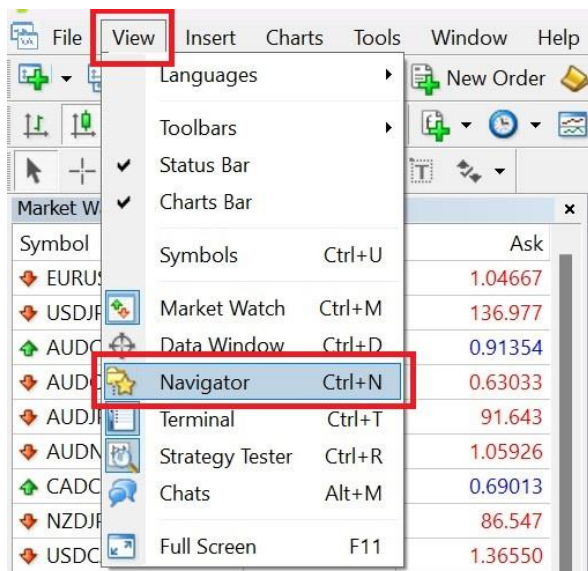 File View Insert Charts Tools Window Help
Languages New Order
Toolbars
Status Bar
Charts Bar
Market W
Symbol Ask
Symbols Ctrl+U
EURUS 1.04667
Market Watch Ctrl+M
USDJP 136.977
Data Window Ctrl+D
AUDC 0.91354
Navigator Ctrl+N
AUDC 0.63033
Terminal Ctrl+T
AUDJP 91.643
Strategy Tester Ctrl+R
AUDN 1.05926
Chats Alt+M
CADC 0.69013
NZDJP 86.547
Full Screen F11
USDC 1.36550